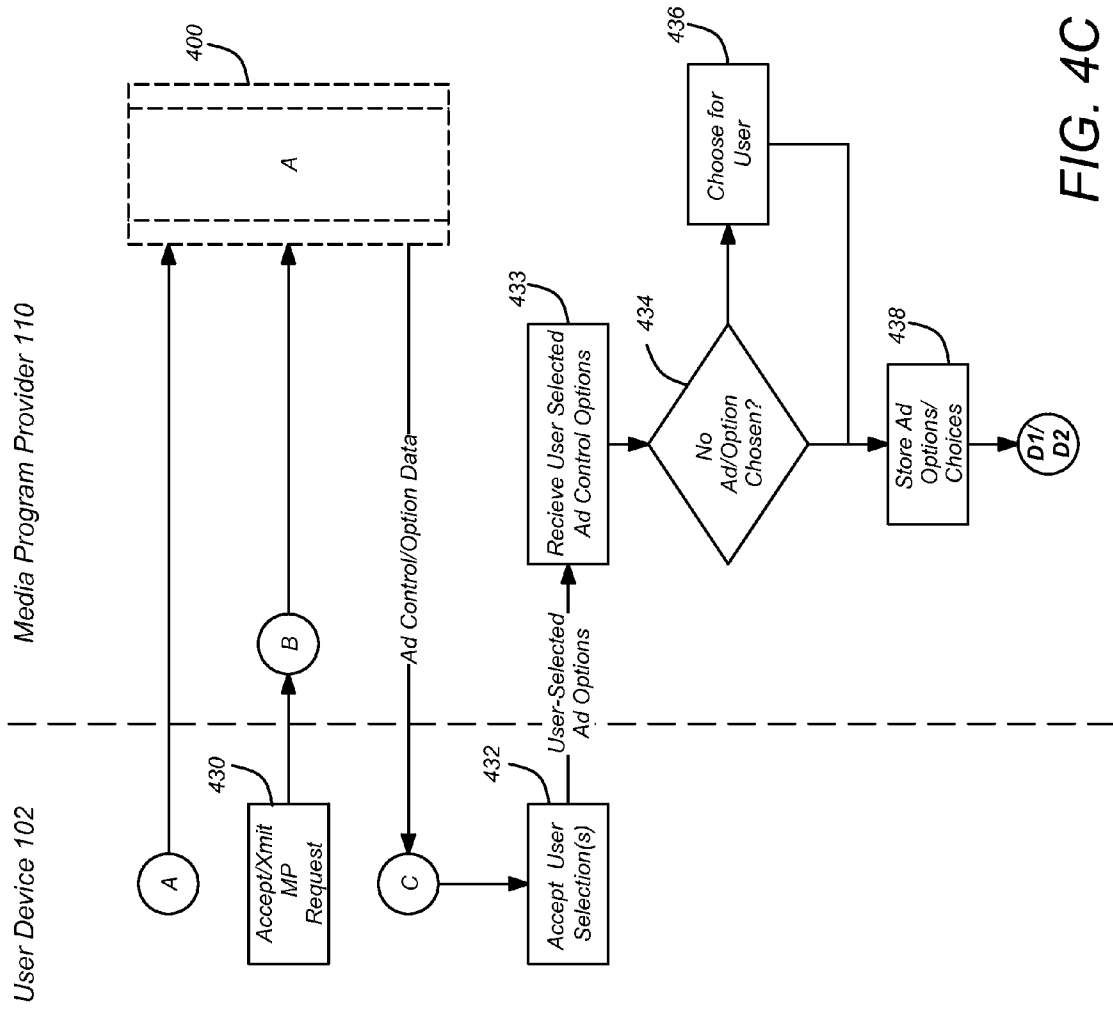 User Device 102
Media Program Provider 110
A
400
A
430
Accept/Xmit
MP
Request
B
C
Ad Control/Option Data
432
Accept User
Selection(s)
User-Selected
Ad Options
433
Recieve User Selected
Ad Control Options
434
No
Ad/Option
Chosen?
436
Choose for
User
438
Store Ad
Options/
Choices
D1/
D2
FIG. 4C